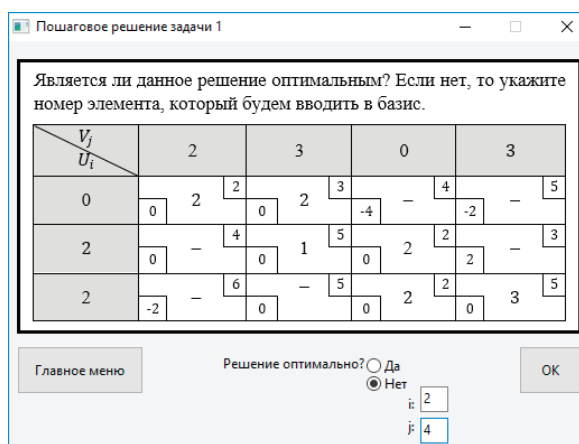 Пошаговое решение задачи 1
Является ли данное решение оптимальным? Если нет, то укажите
номер элемента, который будем вводить в базис.
Vj
Ui
2 3 0 3
0 2 2 0 2 3 0 – 4 -4 – 5 -2
2 – 4 0 1 5 0 2 2 0 – 3 2
2 – 6 -2 – 5 0 2 2 0 3 5 0
Главное меню
Решение оптимально? Да
Нет
i: 2
j: 4
ОК